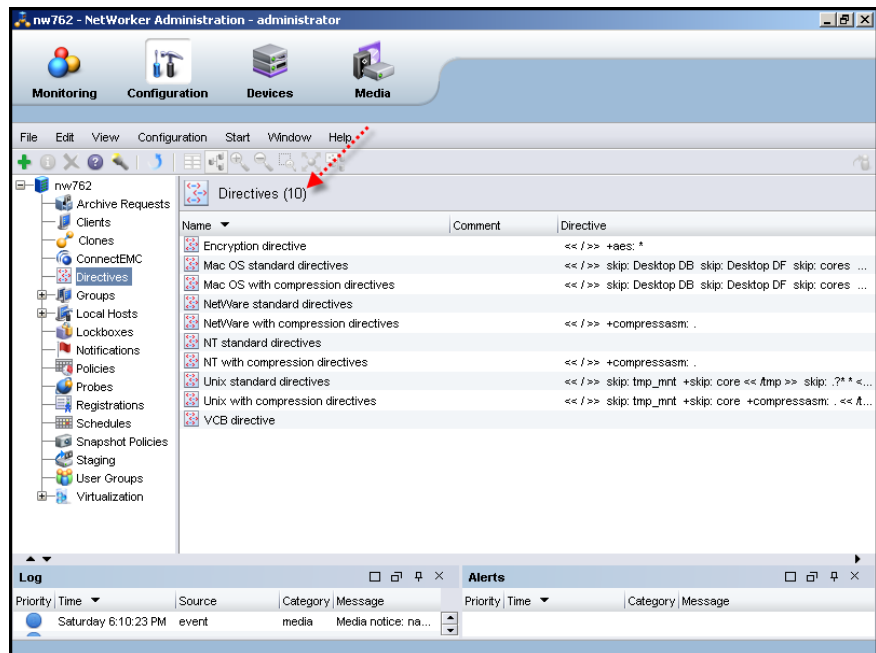 nw762 - NetWorker Administration - administrator
Monitoring Configuration Devices Media
File Edit View Configuration Start Window Help
nw762
Archive Requests
Clients
Clones
ConnectEMC
Directives
Groups
Local Hosts
Lockboxes
Notifications
Policies
Probes
Registrations
Schedules
Snapshot Policies
Staging
User Groups
Virtualization
Directives (10)
Name Comment Directive
Encryption directive << / >> +aes: *
Mac OS standard directives << / >> skip: Desktop DB skip: Desktop DF skip: cores ...
Mac OS with compression directives << / >> skip: Desktop DB skip: Desktop DF skip: cores ...
NetWare standard directives
NetWare with compression directives << / >> +compressasm: .
NT standard directives
NT with compression directives << / >> +compressasm: .
Unix standard directives << / >> skip: tmp_mnt +skip: core << /tmp >> skip: .?* * <...
Unix with compression directives << / >> skip: tmp_mnt +skip: core +compressasm: . << /t...
VCB directive
Log
Priority Time Source Category Message
Saturday 6:10:23 PM event media Media notice: na...
Alerts
Priority Time Category Message